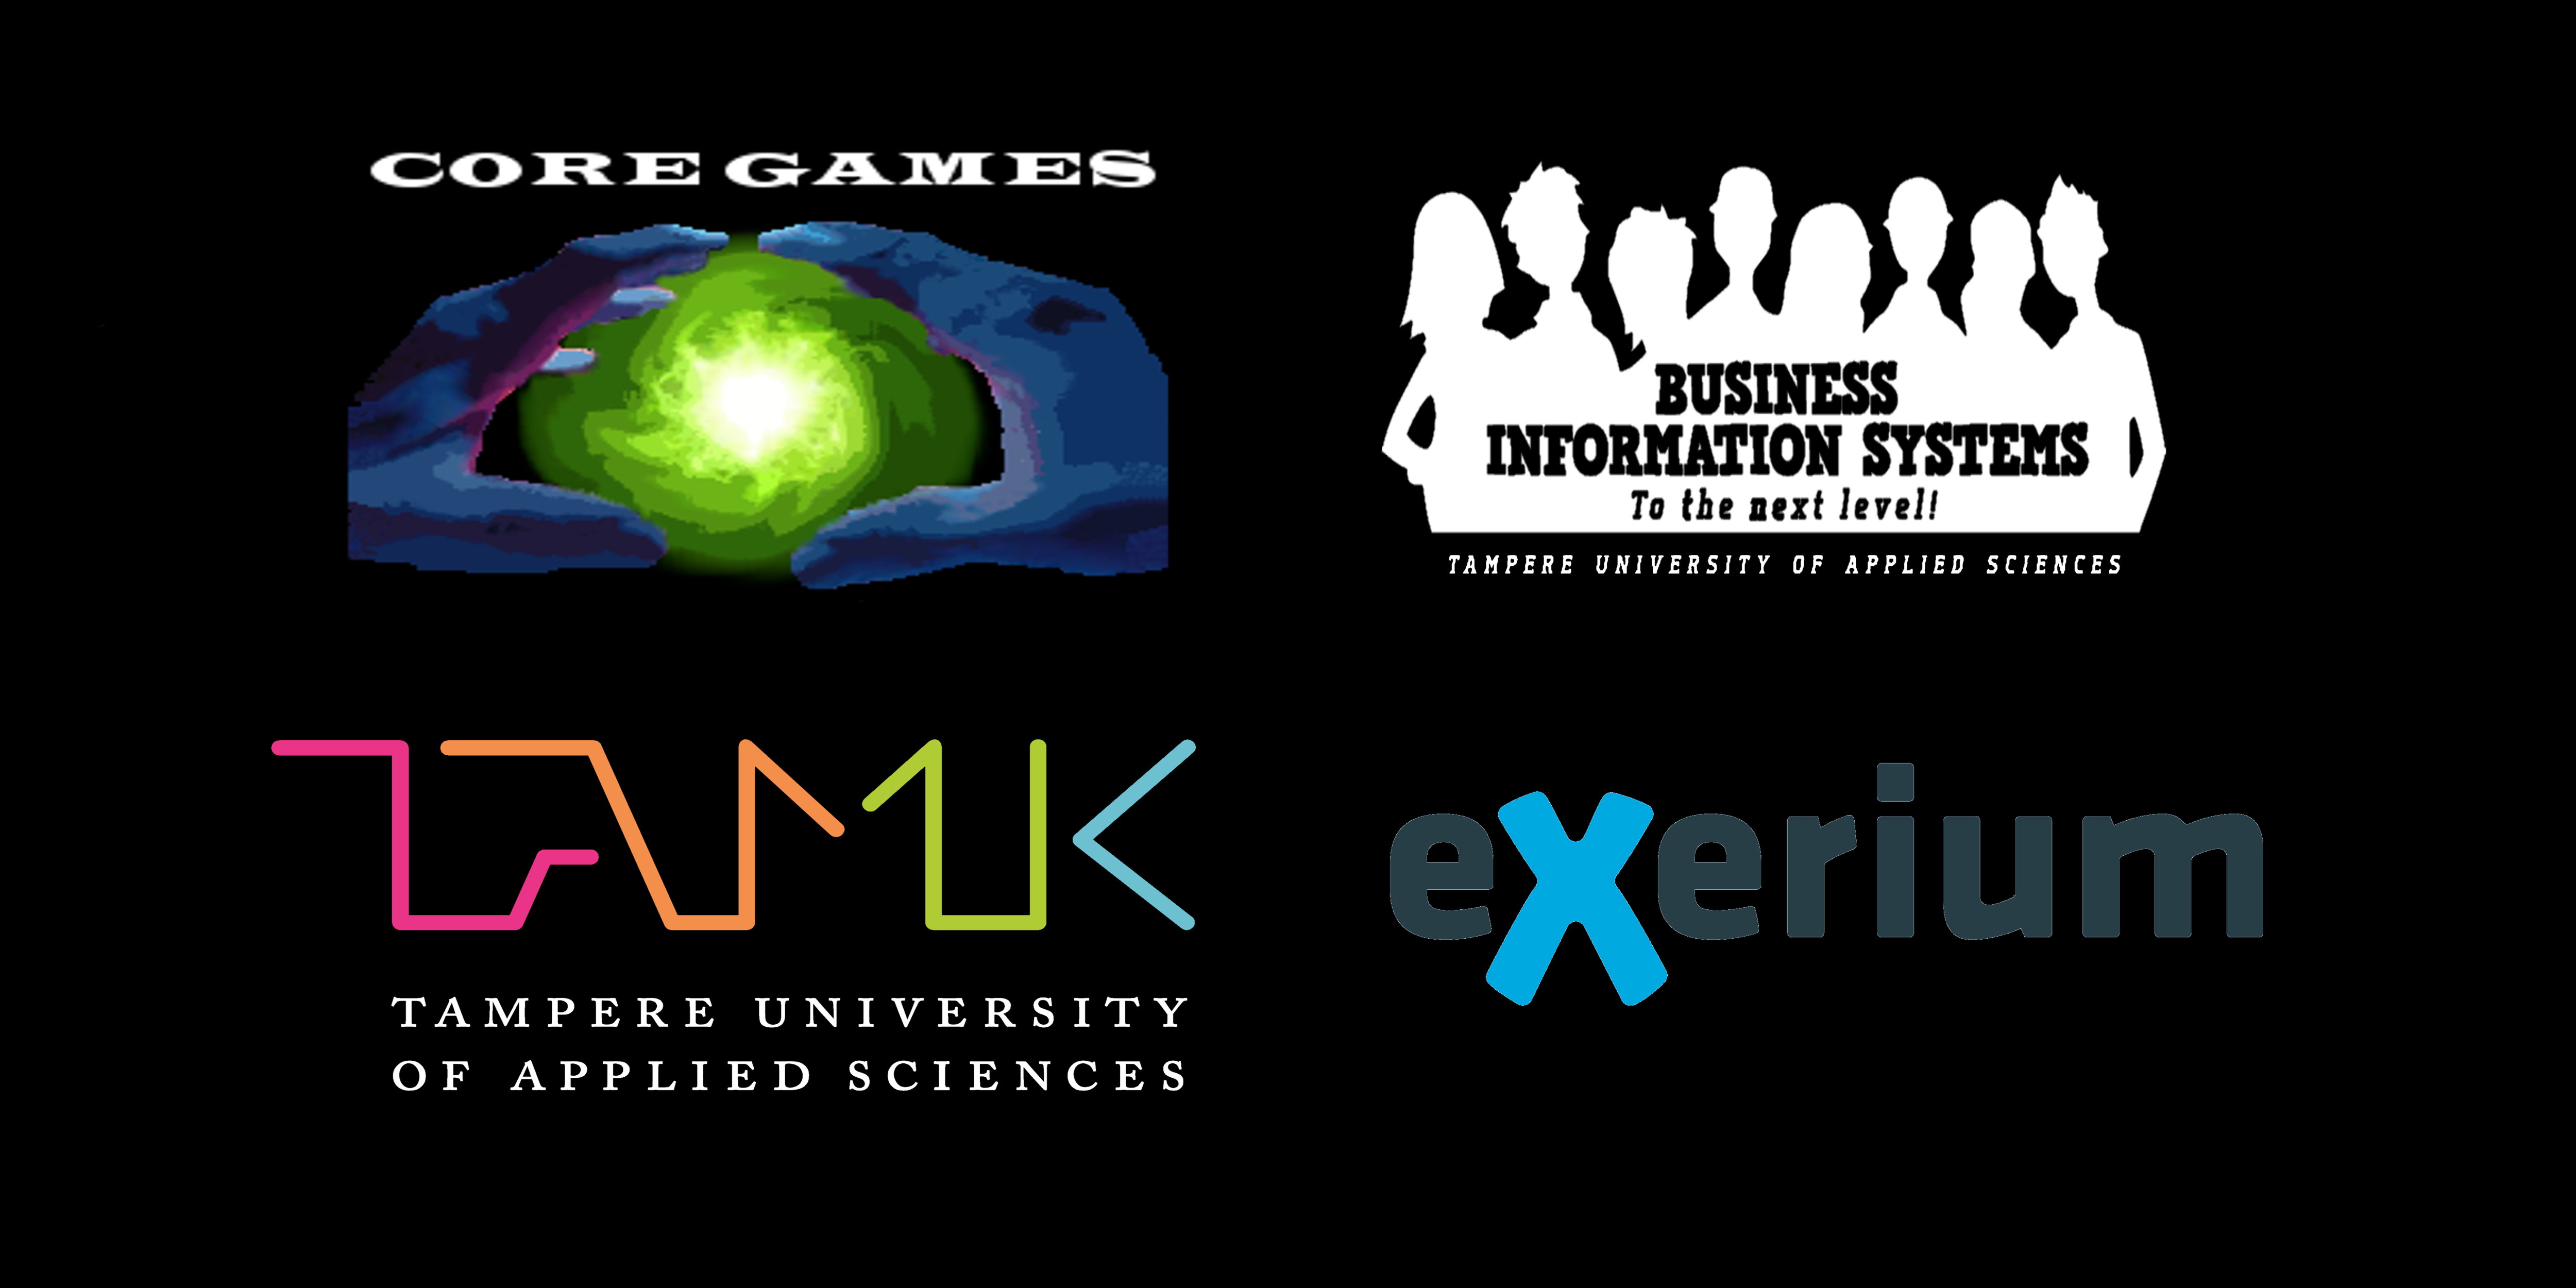 CORE GAMES
BUSINESS
INFORMATION SYSTEMS
To the next level!
TAMPERE UNIVERSITY OF APPLIED SCIENCES
TAMK
TAMPERE UNIVERSITY
OF APPLIED SCIENCES
eXerium